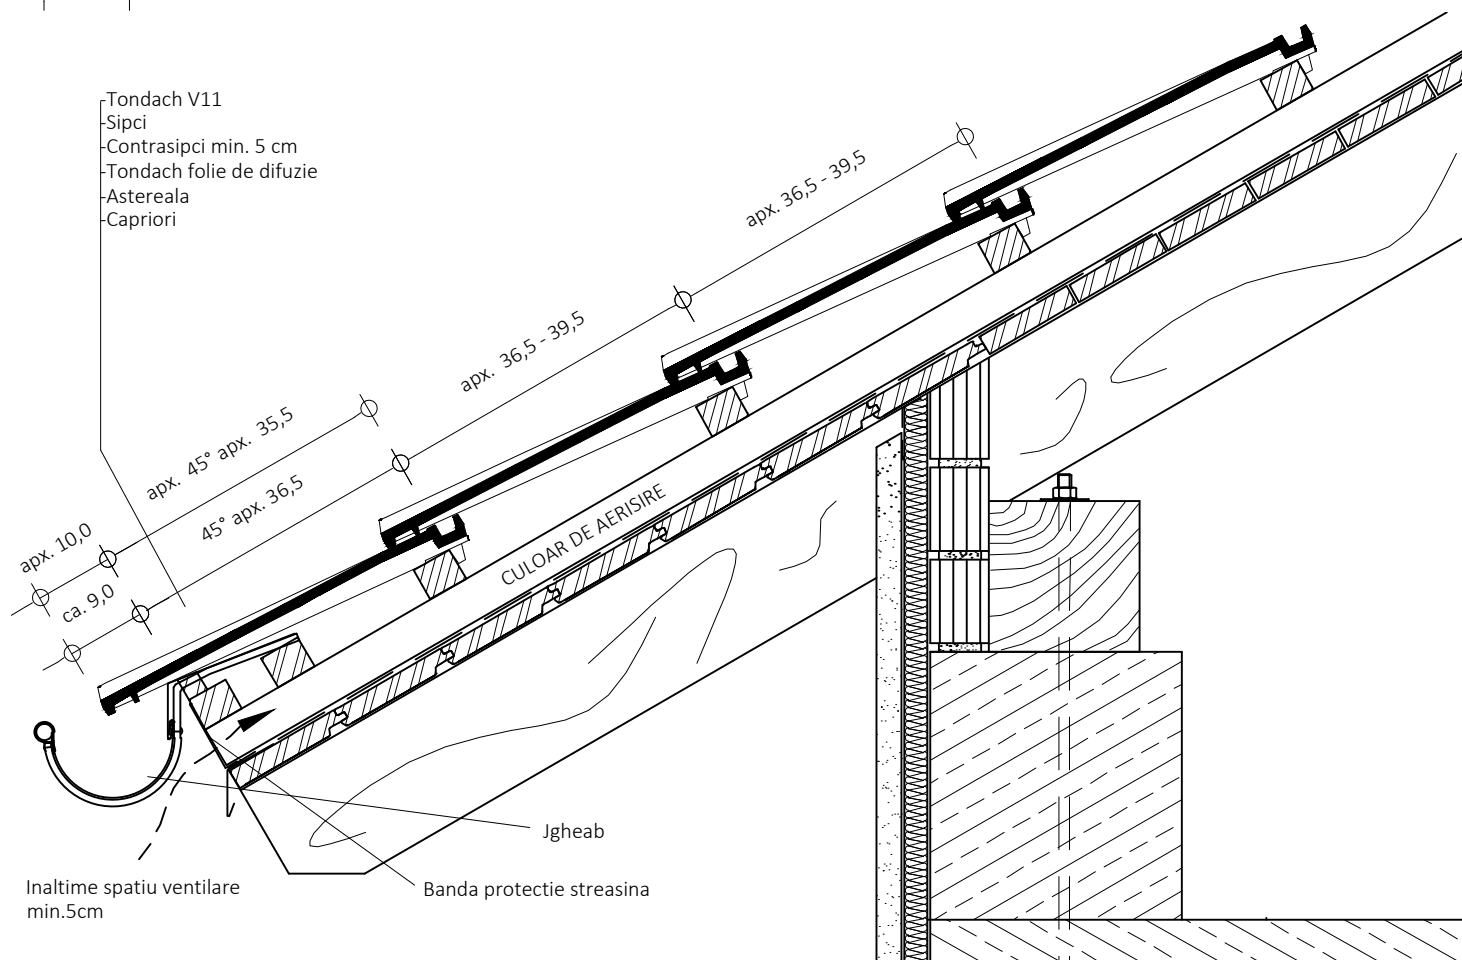 Tondach V11
Sipci
Contrasipci min. 5 cm
Tondach folie de difuzie
Astereala
Capriori
apx. 36,5 - 39,5
apx. 36,5 - 39,5
apx. 45° apx. 35,5
45° apx. 36,5
apx. 10,0
ca. 9,0
CULOAR DE AERISIRE
Jgheab
Banda protectie streasina
Inaltime spatiu ventilare
min.5cm